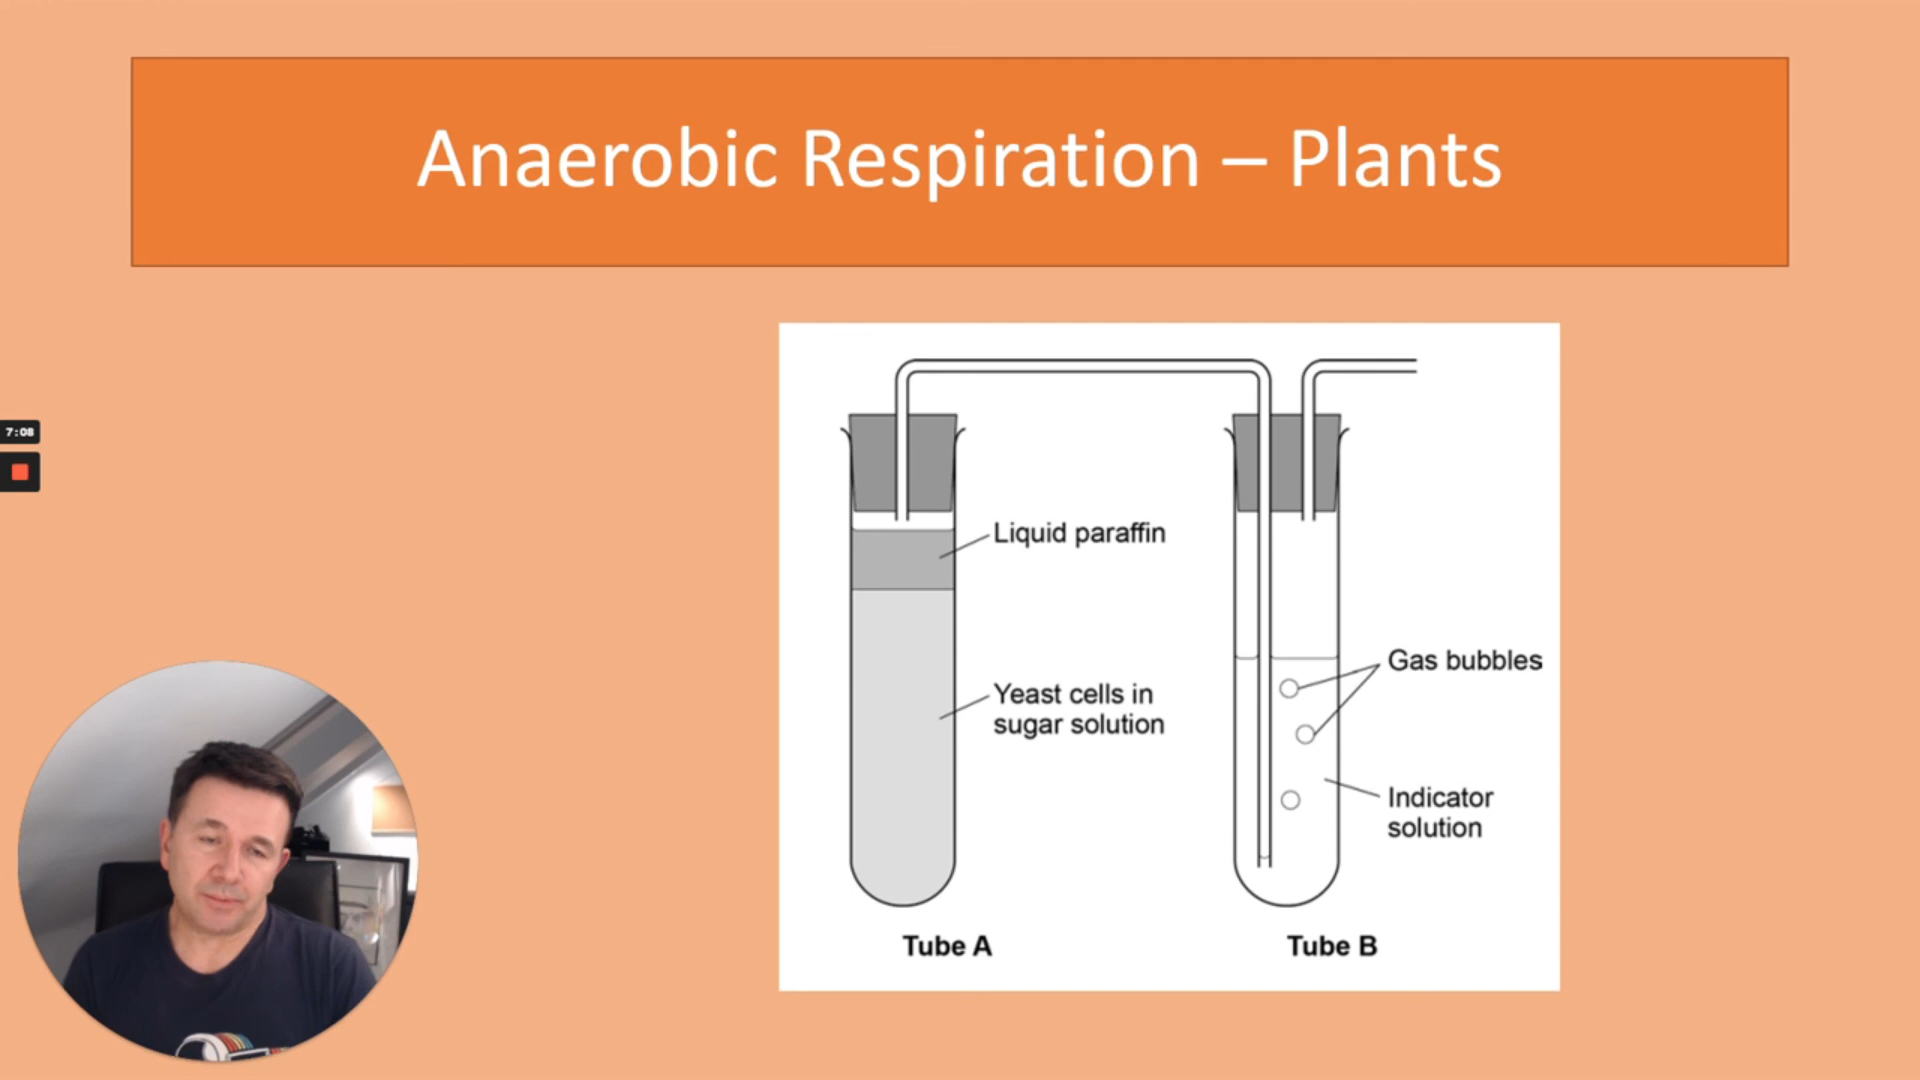 Anaerobic Respiration – Plants
7:08
Liquid paraffin
Yeast cells in
sugar solution
Gas bubbles
Indicator
solution
Tube A
Tube B